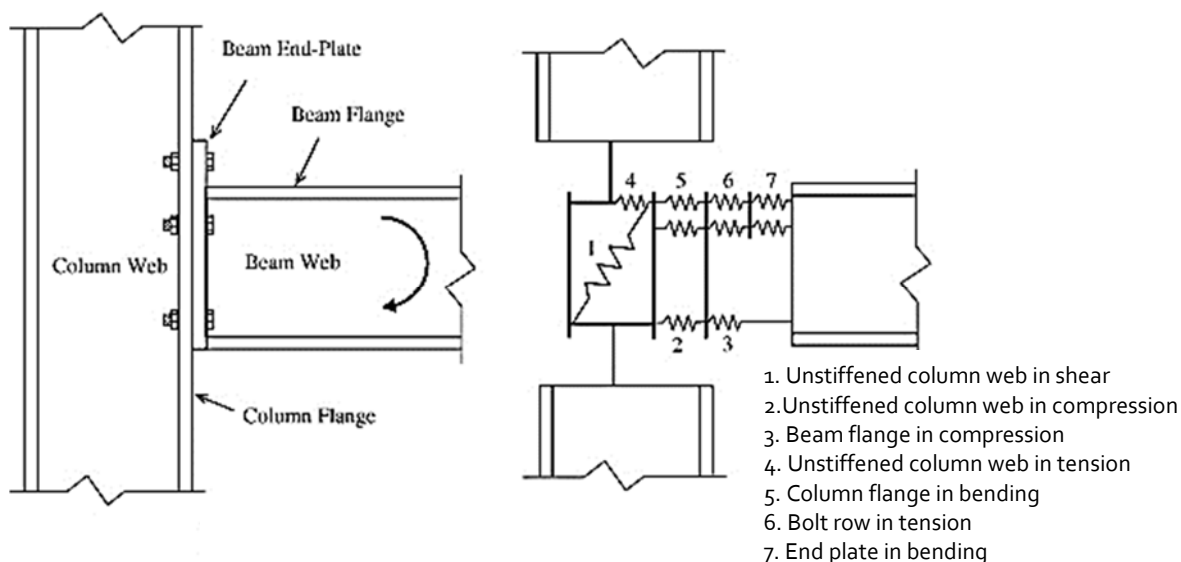 Beam End-Plate
Beam Flange
Column Web
Beam Web
Column Flange
4 5 6 7
1
2 3
1. Unstiffened column web in shear
2.Unstiffened column web in compression
3. Beam flange in compression
4. Unstiffened column web in tension
5. Column flange in bending
6. Bolt row in tension
7. End plate in bending